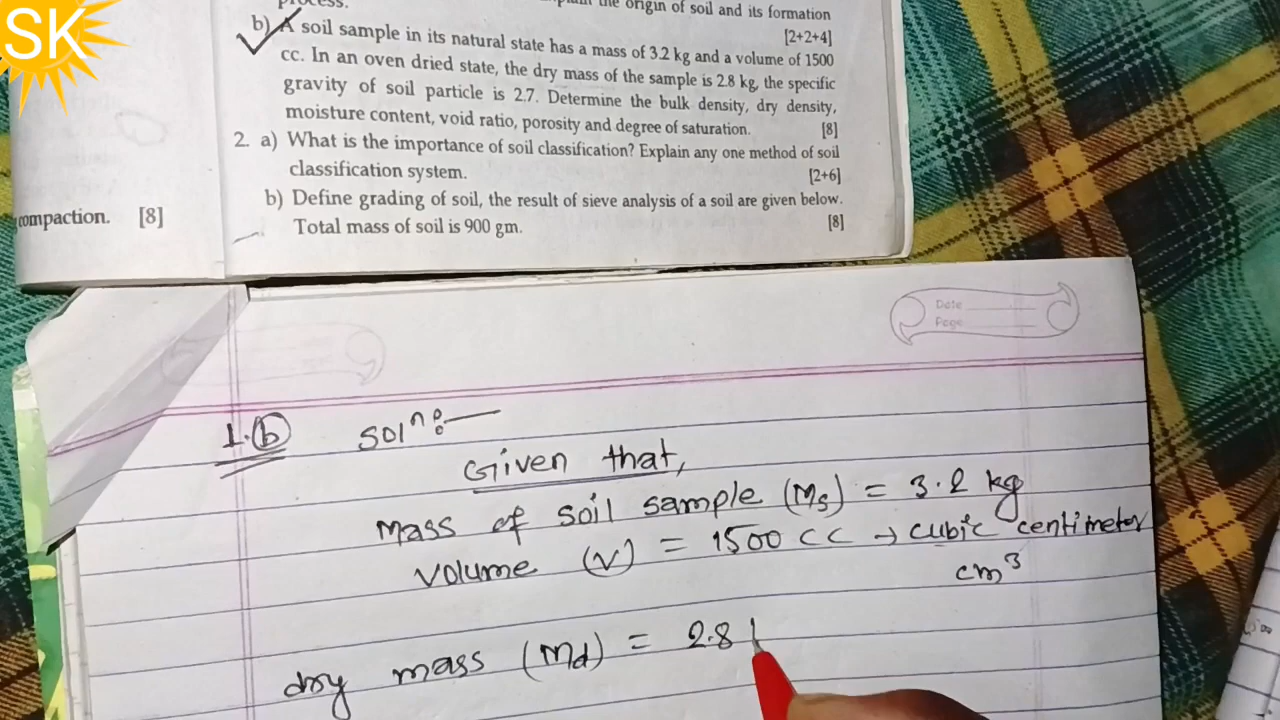 SK
process.
the origin of soil and its formation
[2+2+4]
b) A soil sample in its natural state has a mass of 3.2 kg and a volume of 1500
cc. In an oven dried state, the dry mass of the sample is 2.8 kg, the specific
gravity of soil particle is 2.7. Determine the bulk density, dry density,
moisture content, void ratio, porosity and degree of saturation. [8]
2. a) What is the importance of soil classification? Explain any one method of soil
classification system. [2+6]
b) Define grading of soil, the result of sieve analysis of a soil are given below.
Total mass of soil is 900 gm. [8]
compaction. [8]
Date
Page
1.(b) Solⁿ:—
Given that,
Mass of soil sample (Ms) = 3.2 kg
Volume (V) = 1500 CC → cubic centimeter
cm³
dry mass (Md) = 2.8